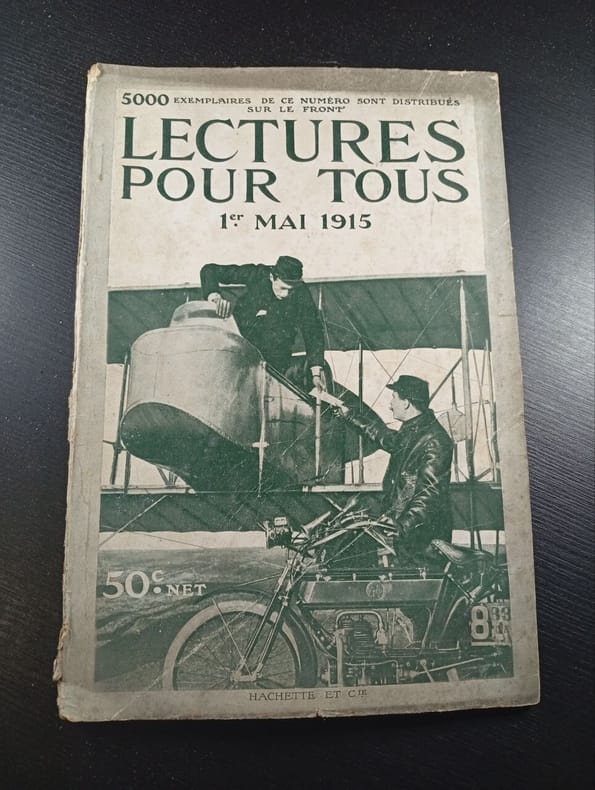 5000 EXEMPLAIRES DE CE NUMÉRO SONT DISTRIBUÉS
SUR LE FRONT
LECTURES
POUR TOUS
1er MAI 1915
50c. NET
HACHETTE ET CIE